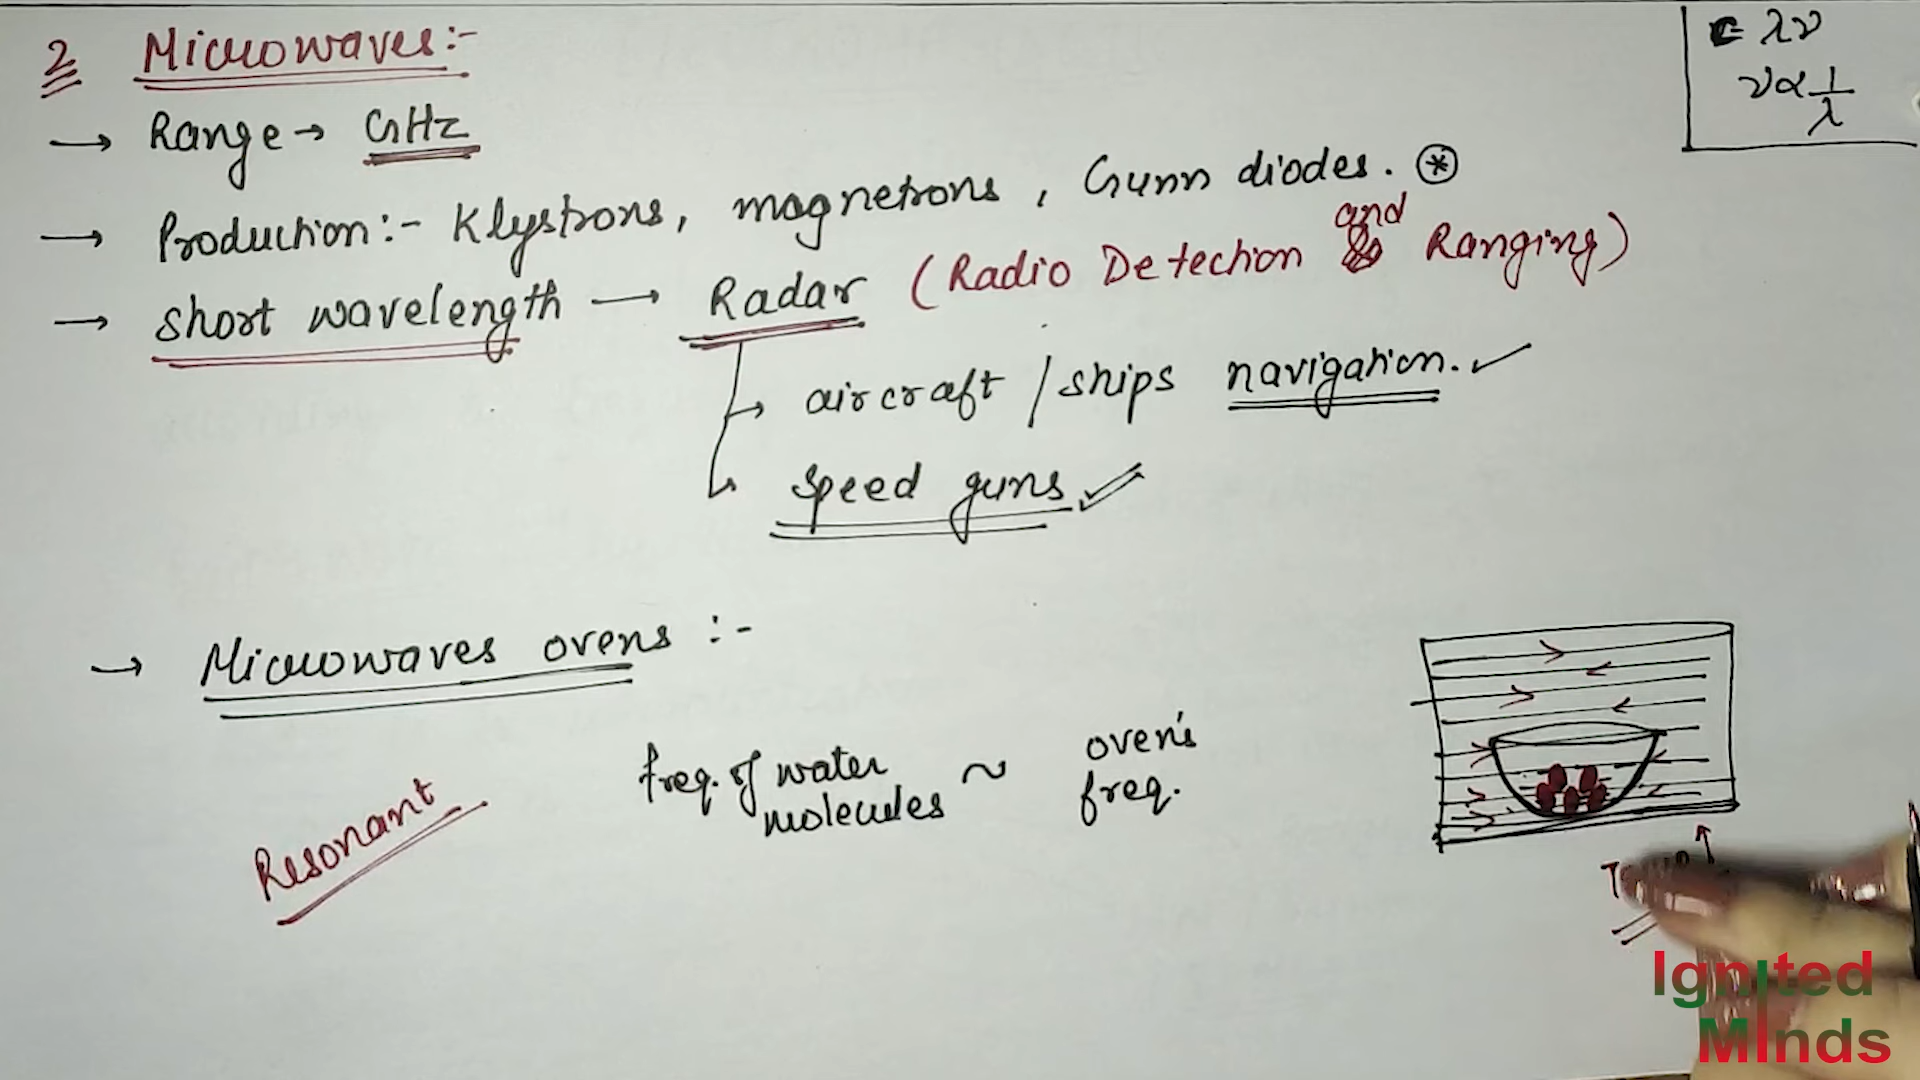 2 Microwaves:-
C = λν
ν ∝ 1/λ
→ Range → GHz
→ Production:- Klystrons, magnetrons, Gunn diodes. *
→ Short wavelength → Radar (Radio Detection and Ranging)
→ aircraft / ships navigation. ✓
→ Speed guns ✓
→ Microwaves ovens :-
freq. of water molecules ~ oven's freq.
Resonant
Ignited
Minds